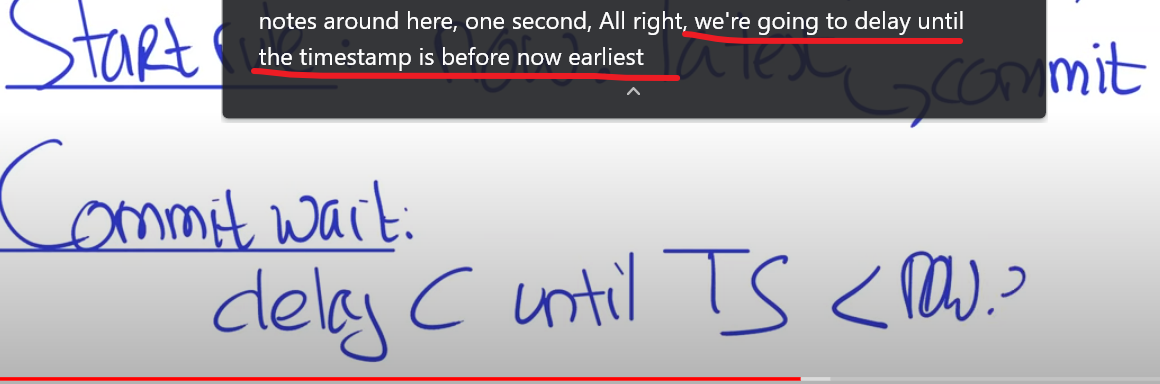 notes around here, one second, All right, we're going to delay until
the timestamp is before now earliest
Start rule: now. latest
↳ commit
Commit wait:
delay C until TS < now.?